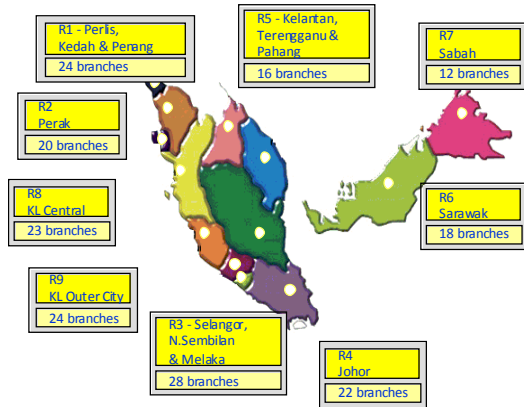 R1 - Perlis,
Kedah & Penang
24 branches
R5 - Kelantan,
Terengganu &
Pahang
16 branches
R7
Sabah
12 branches
R2
Perak
20 branches
R8
KL Central
23 branches
R6
Sarawak
18 branches
R9
KL Outer City
24 branches
R3 - Selangor,
N.Sembilan
& Melaka
28 branches
R4
Johor
22 branches